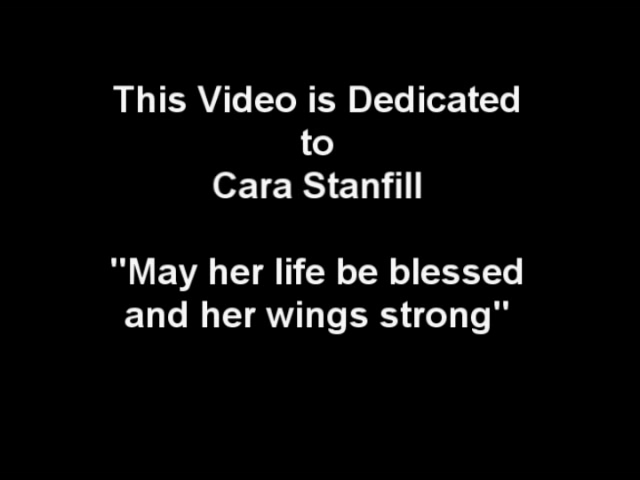 This Video is Dedicated
to
Cara Stanfill
"May her life be blessed
and her wings strong"